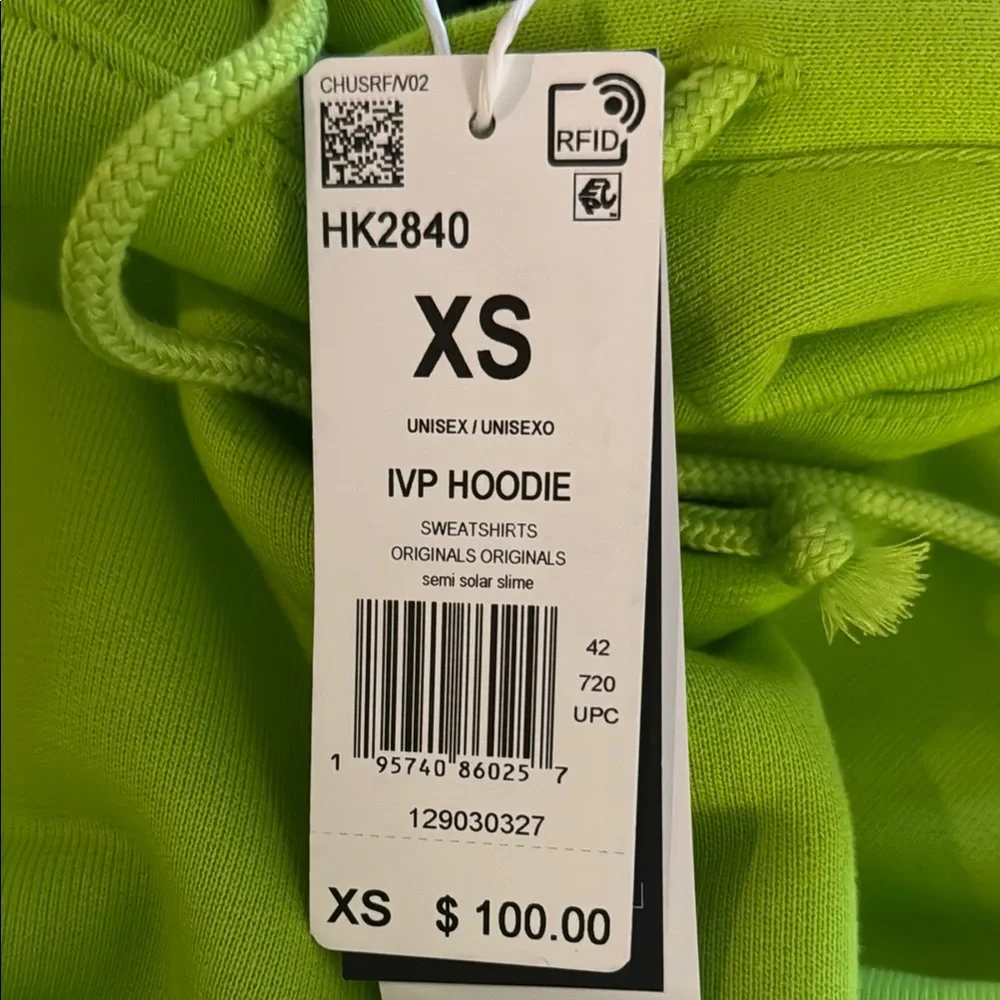 CHUSRF/V02
RFID
EPC
HK2840
XS
UNISEX / UNISEXO
IVP HOODIE
SWEATSHIRTS
ORIGINALS ORIGINALS
semi solar slime
42
720
UPC
1 95740 86025 7
129030327
XS $ 100.00